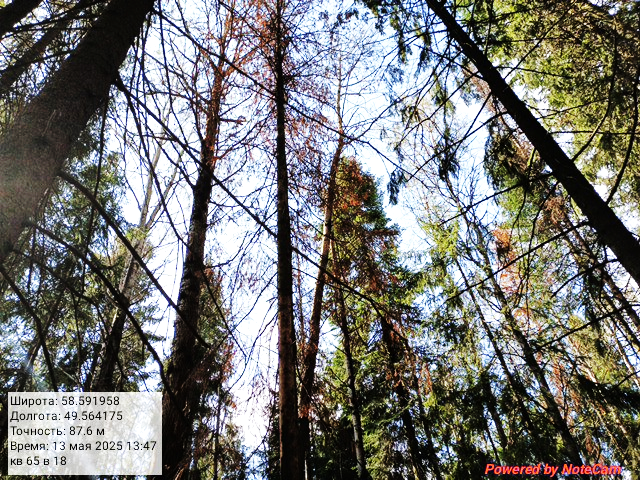 Широта: 58.591958
Долгота: 49.564175
Точность: 87.6 м
Время: 13 мая 2025 13:47
кв 65 в 18
Powered by NoteCam